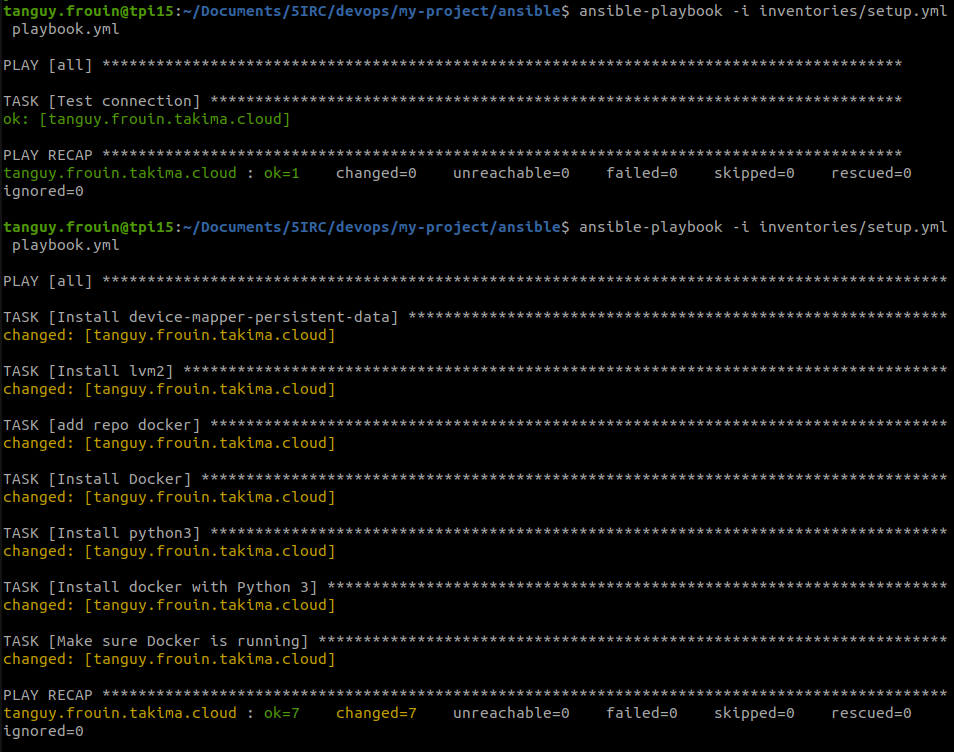 tanguy.frouin@tpi15:~/Documents/5IRC/devops/my-project/ansible$ ansible-playbook -i inventories/setup.yml
playbook.yml
PLAY [all] *****************************************************************************************
TASK [Test connection] *****************************************************************************
ok: [tanguy.frouin.takima.cloud]
PLAY RECAP *****************************************************************************************
tanguy.frouin.takima.cloud : ok=1    changed=0    unreachable=0    failed=0    skipped=0    rescued=0
ignored=0
tanguy.frouin@tpi15:~/Documents/5IRC/devops/my-project/ansible$ ansible-playbook -i inventories/setup.yml
playbook.yml
PLAY [all] **********************************************************************************************
TASK [Install device-mapper-persistent-data] ************************************************************
changed: [tanguy.frouin.takima.cloud]
TASK [Install lvm2] *************************************************************************************
changed: [tanguy.frouin.takima.cloud]
TASK [add repo docker] **********************************************************************************
changed: [tanguy.frouin.takima.cloud]
TASK [Install Docker] ***********************************************************************************
changed: [tanguy.frouin.takima.cloud]
TASK [Install python3] **********************************************************************************
changed: [tanguy.frouin.takima.cloud]
TASK [Install docker with Python 3] *********************************************************************
changed: [tanguy.frouin.takima.cloud]
TASK [Make sure Docker is running] **********************************************************************
changed: [tanguy.frouin.takima.cloud]
PLAY RECAP **********************************************************************************************
tanguy.frouin.takima.cloud : ok=7    changed=7    unreachable=0    failed=0    skipped=0    rescued=0
ignored=0